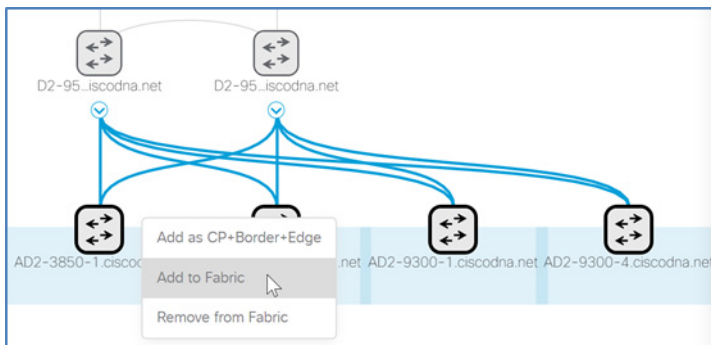 D2-95...iscodna.net
D2-95...iscodna.net
AD2-3850-1.cisco
.net
AD2-9300-1.ciscodna.net
AD2-9300-4.ciscodna.net
Add as CP+Border+Edge
Add to Fabric
Remove from Fabric